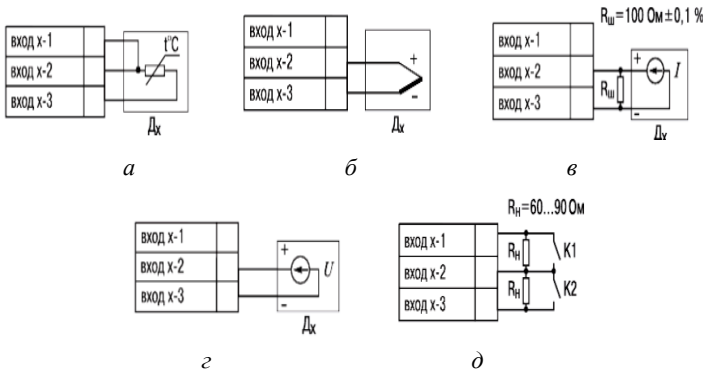 вход х-1
вход х-2
вход х-3
t°C
Дх
а
вход х-1
вход х-2
вход х-3
+
-
Дх
б
Rш=100 Ом±0,1 %
вход х-1
вход х-2
вход х-3
Rш
+
-
I
Дх
в
вход х-1
вход х-2
вход х-3
+
-
U
Дх
г
Rн=60...90 Ом
вход х-1
вход х-2
вход х-3
Rн
Rн
К1
К2
д